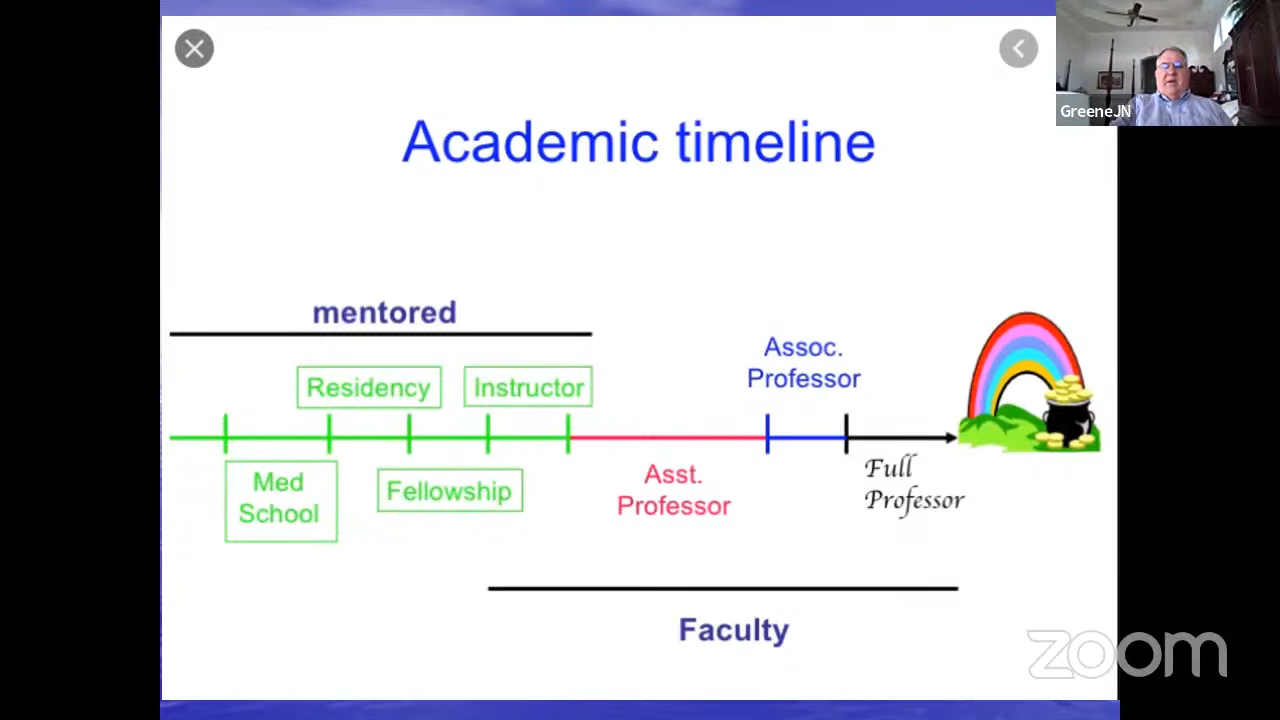 GreeneJN
Academic timeline
mentored
Assoc.
Professor
Residency
Instructor
Med
School
Fellowship
Asst.
Professor
Full
Professor
Faculty
zoom